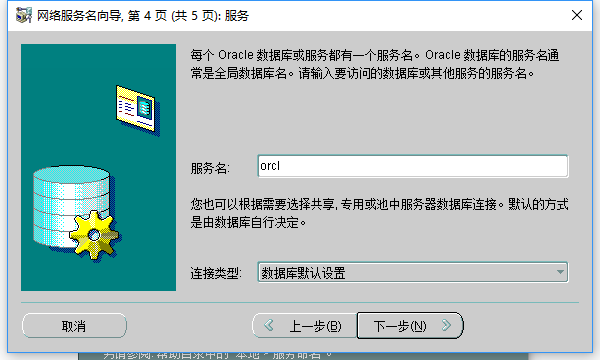 网络服务名向导, 第 4 页 (共 5 页): 服务
每个 Oracle 数据库或服务都有一个服务名。Oracle 数据库的服务名通
常是全局数据库名。请输入要访问的数据库或其他服务的服务名。
服务名:
orcl
您也可以根据需要选择共享, 专用或池中服务器数据库连接。默认的方式
是由数据库自行决定。
连接类型:
数据库默认设置
取消
上一步(B)
下一步(N)
另请参阅: 帮助目录中的 "本地 > 服务命名"。